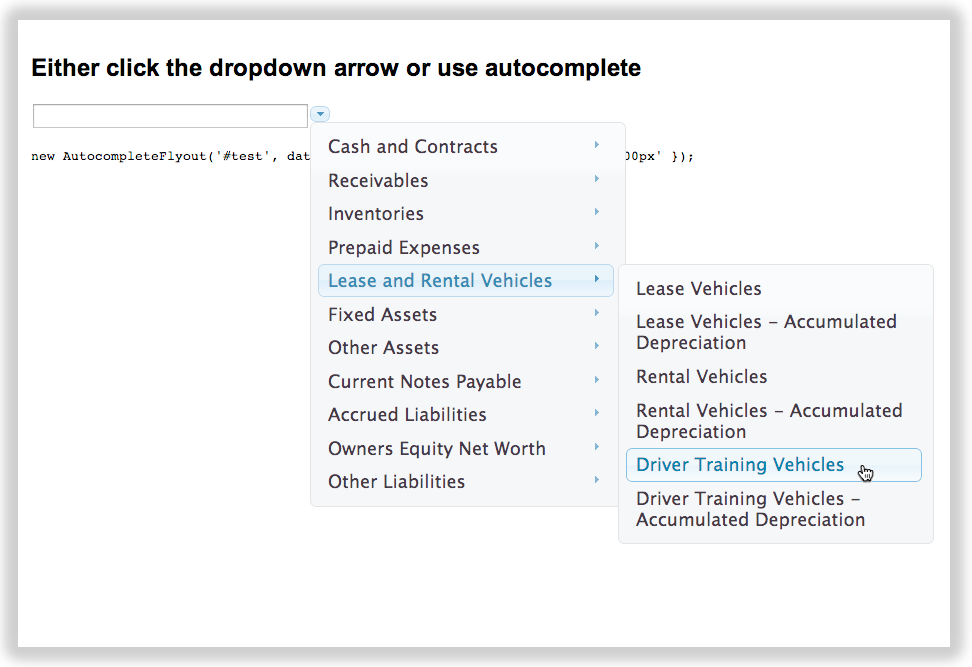 Either click the dropdown arrow or use autocomplete
new AutocompleteFlyout('#test', dat 00px' });
Cash and Contracts
Receivables
Inventories
Prepaid Expenses
Lease and Rental Vehicles
Fixed Assets
Other Assets
Current Notes Payable
Accrued Liabilities
Owners Equity Net Worth
Other Liabilities
Lease Vehicles
Lease Vehicles – Accumulated
Depreciation
Rental Vehicles
Rental Vehicles – Accumulated
Depreciation
Driver Training Vehicles
Driver Training Vehicles –
Accumulated Depreciation